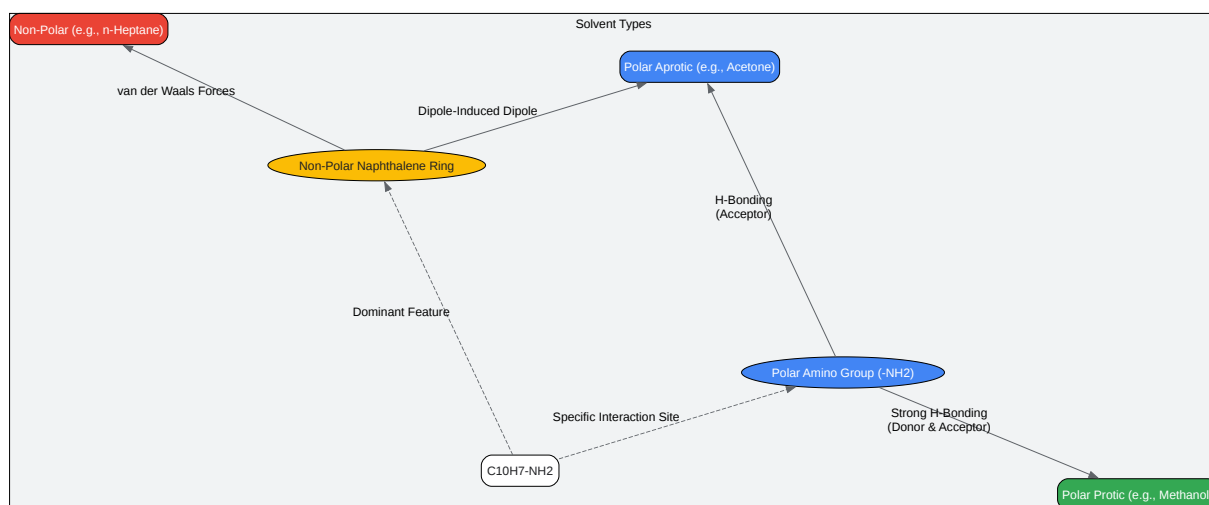 Solvent Types
Non-Polar (e.g., n-Heptane)
Polar Aprotic (e.g., Acetone)
van der Waals Forces
Dipole-Induced Dipole
Non-Polar Naphthalene Ring
H-Bonding
(Acceptor)
Dominant Feature
Polar Amino Group (-NH2)
Specific Interaction Site
Strong H-Bonding
(Donor & Acceptor)
C10H7-NH2
Polar Protic (e.g., Methanol